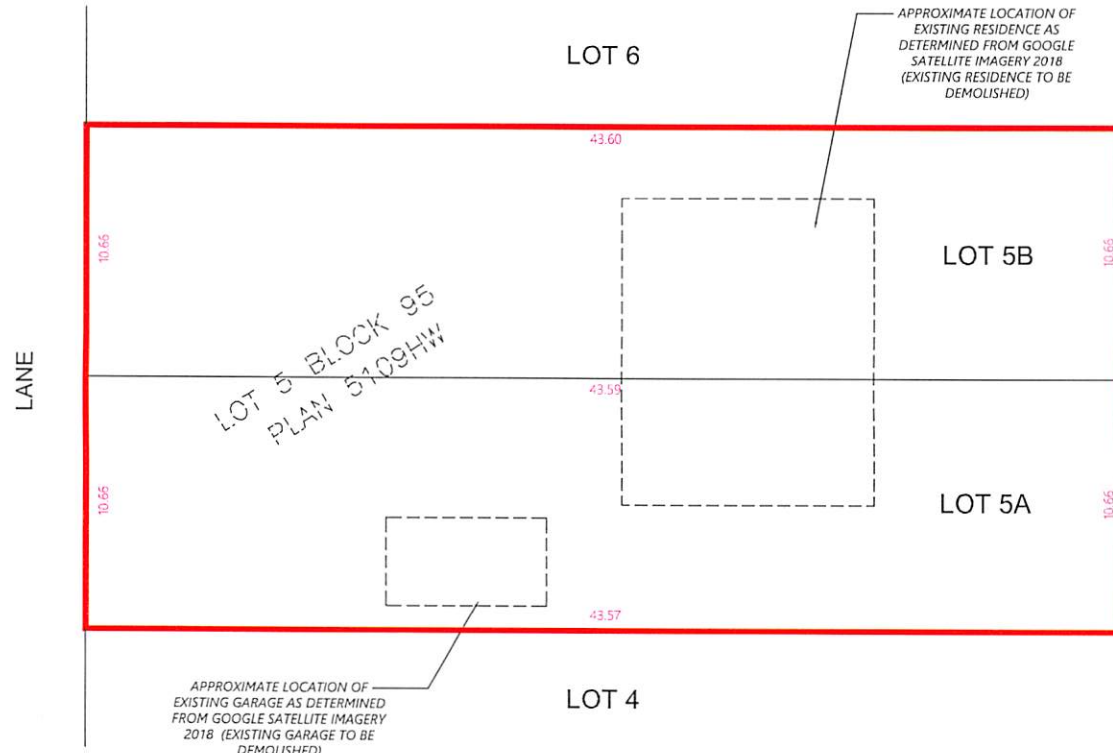 APPROXIMATE LOCATION OF
EXISTING RESIDENCE AS
DETERMINED FROM GOOGLE
SATELLITE IMAGERY 2018
(EXISTING RESIDENCE TO BE
DEMOLISHED)
LOT 6
43.60
10.66
10.66
LOT 5B
LOT 5 BLOCK 95
PLAN 5109HW
LANE
43.59
10.66
10.66
LOT 5A
43.57
APPROXIMATE LOCATION OF
EXISTING GARAGE AS DETERMINED
FROM GOOGLE SATELLITE IMAGERY
2018 (EXISTING GARAGE TO BE
DEMOLISHED)
LOT 4